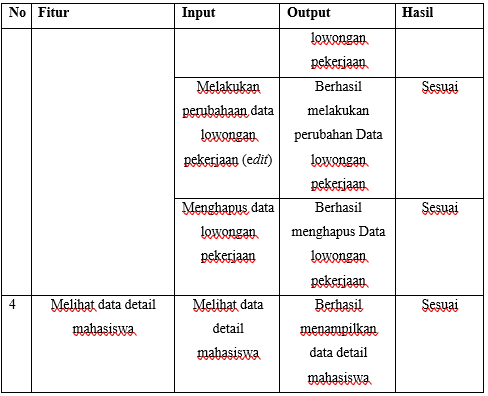 No Fitur Input Output Hasil
lowongan
pekerjaan
Melakukan
perubahaan data
lowongan
pekerjaan (edit)
Berhasil
melakukan
perubahan Data
lowongan
pekerjaan
Sesuai
Menghapus data
lowongan
pekerjaan
Berhasil
menghapus Data
lowongan
pekerjaan
Sesuai
4
Melihat data detail
mahasiswa
Melihat data
detail
mahasiswa
Berhasil
menampilkan
data detail
mahasiswa
Sesuai